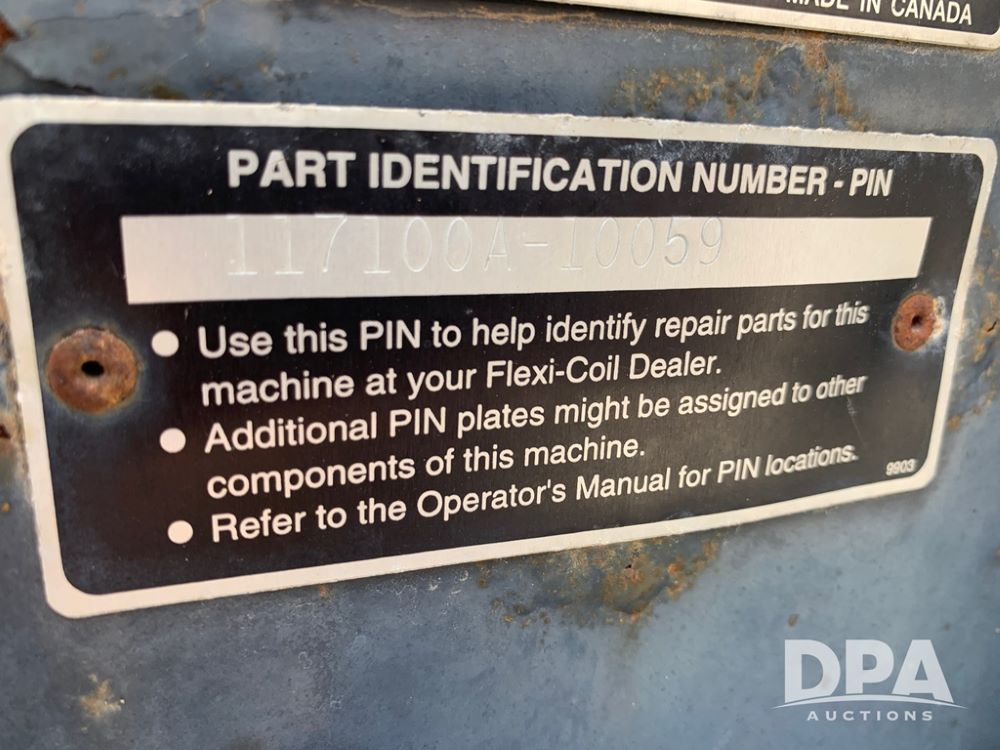 MADE IN CANADA
PART IDENTIFICATION NUMBER - PIN
117100A-10059
● Use this PIN to help identify repair parts for this
machine at your Flexi-Coil Dealer.
● Additional PIN plates might be assigned to other
components of this machine.
● Refer to the Operator's Manual for PIN locations.
9903
DPA
AUCTIONS